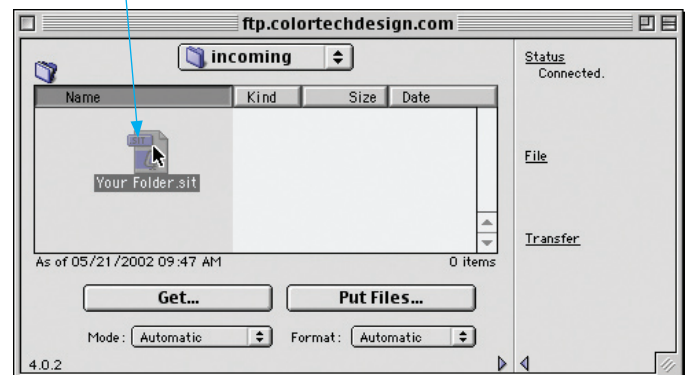 ftp.colortechdesign.com
incoming
Name Kind Size Date
SIT
Your Folder.sit
As of 05/21/2002 09:47 AM 0 items
Get... Put Files...
Mode: Automatic Format: Automatic
4.0.2
Status
Connected.
File
Transfer